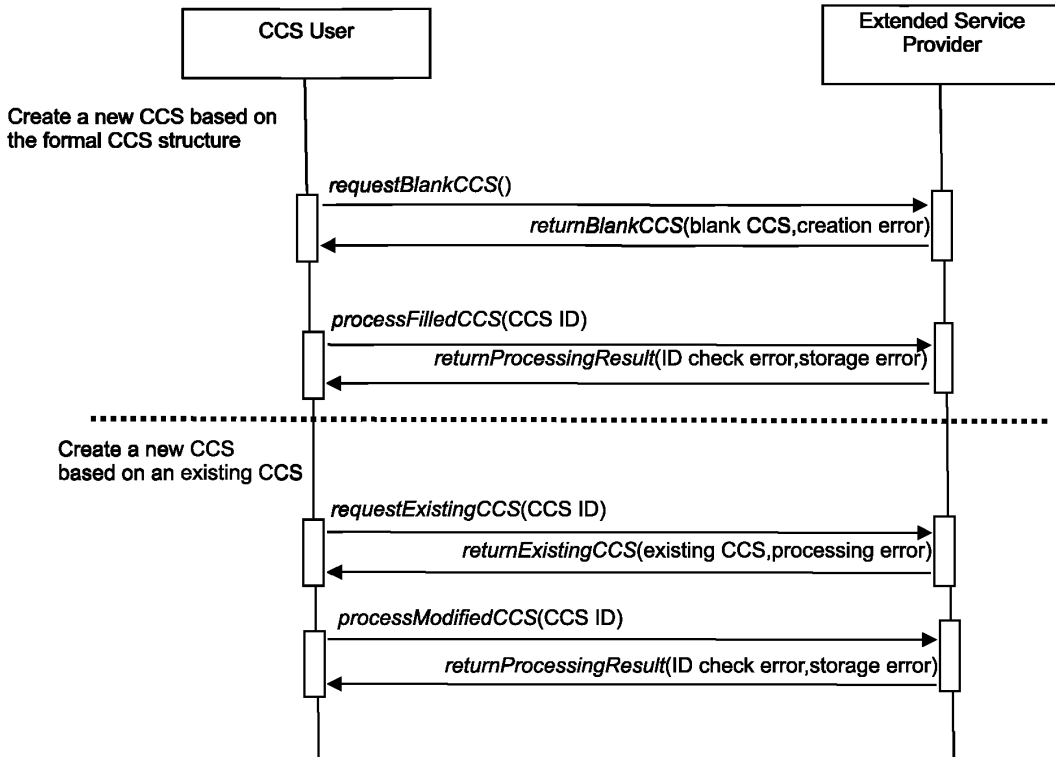 CCS User
Extended Service
Provider
Create a new CCS based on
the formal CCS structure
requestBlankCCS()
returnBlankCCS(blank CCS,creation error)
processFilledCCS(CCS ID)
returnProcessingResult(ID check error,storage error)
Create a new CCS
based on an existing CCS
requestExistingCCS(CCS ID)
returnExistingCCS(existing CCS,processing error)
processModifiedCCS(CCS ID)
returnProcessingResult(ID check error,storage error)